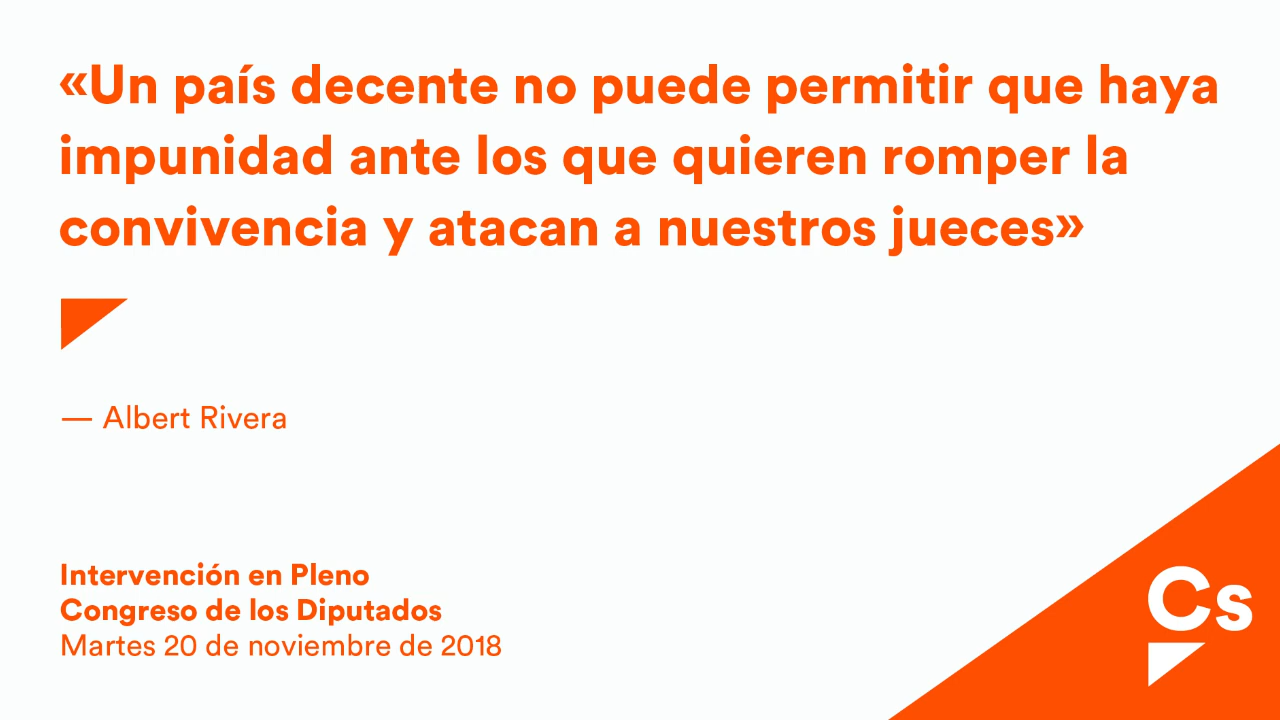 «Un país decente no puede permitir que haya
impunidad ante los que quieren romper la
convivencia y atacan a nuestros jueces»
— Albert Rivera
Intervención en Pleno
Congreso de los Diputados
Martes 20 de noviembre de 2018
Cs